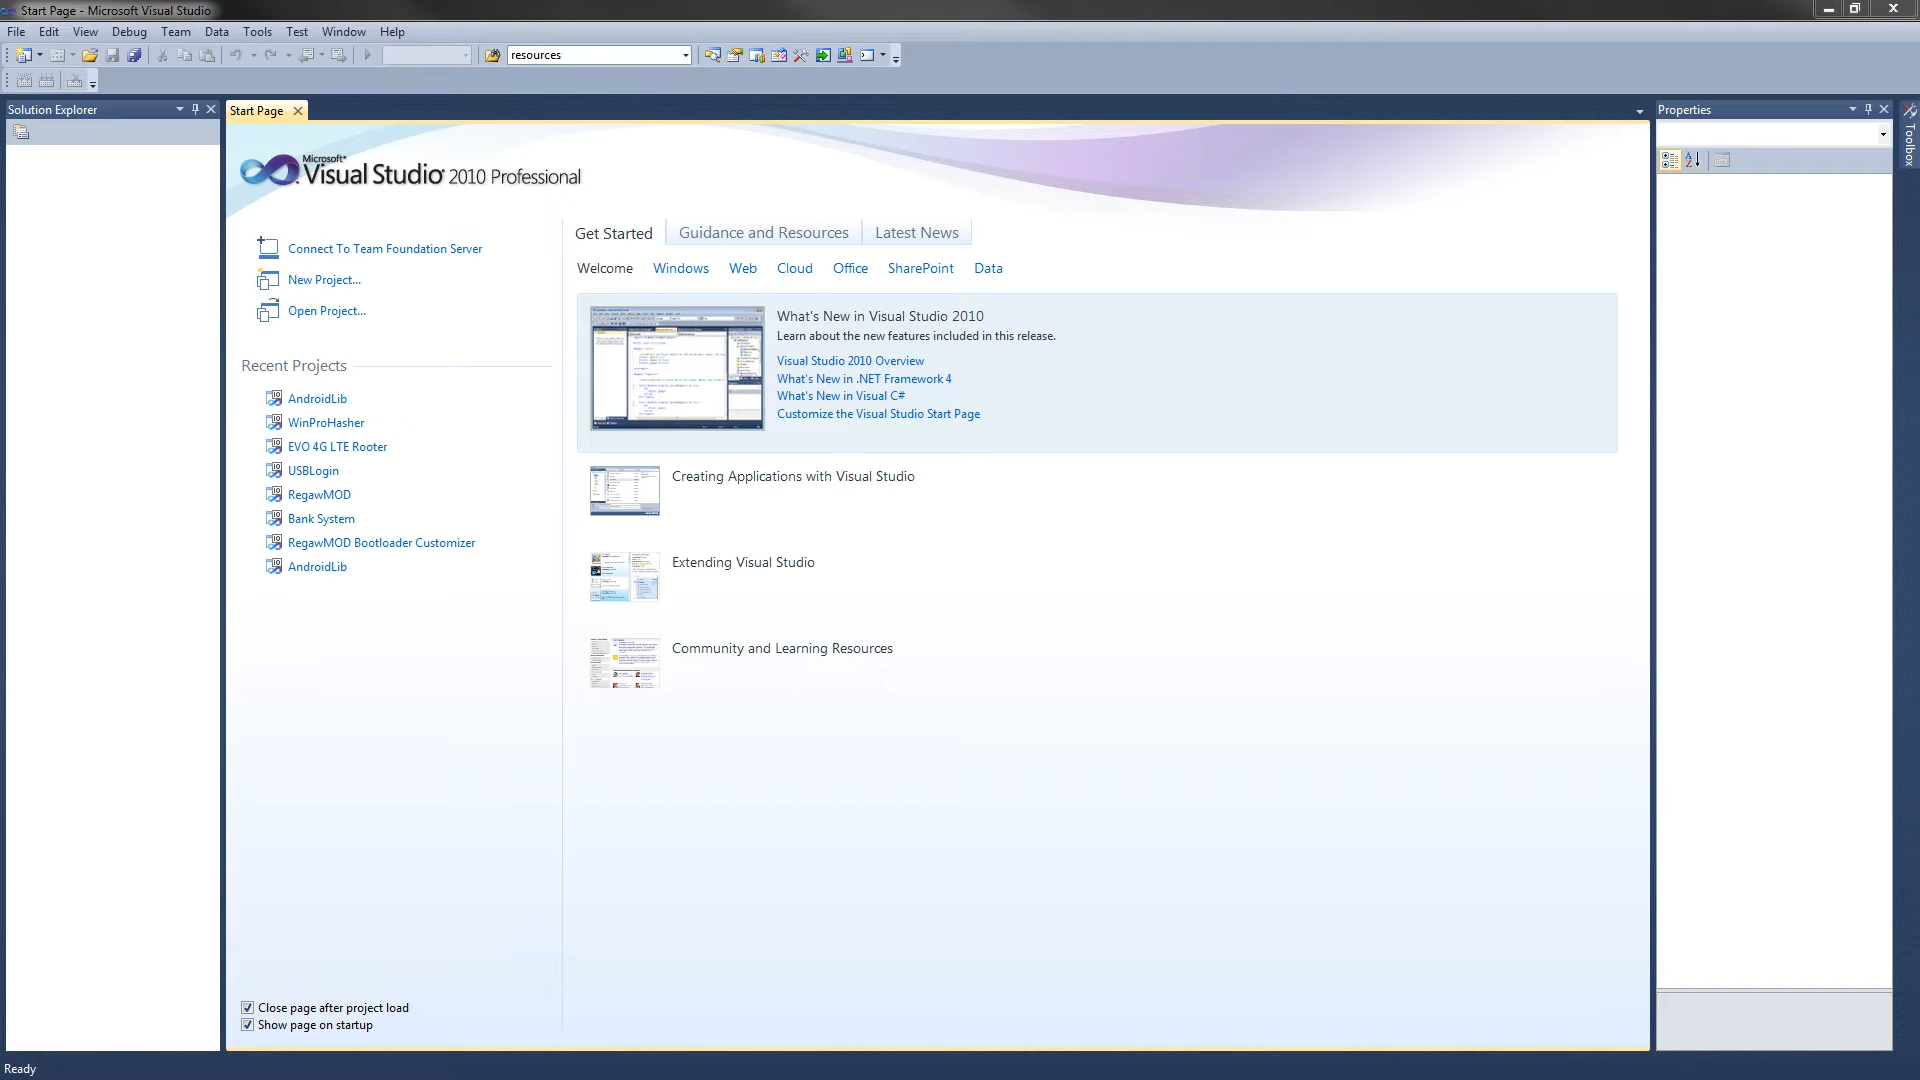 Start Page - Microsoft Visual Studio
File Edit View Debug Team Data Tools Test Window Help
resources
Solution Explorer
Start Page
Properties
Toolbox
Microsoft®
Visual Studio® 2010 Professional
Connect To Team Foundation Server
New Project...
Open Project...
Recent Projects
AndroidLib
WinProHasher
EVO 4G LTE Rooter
USBLogin
RegawMOD
Bank System
RegawMOD Bootloader Customizer
AndroidLib
Close page after project load
Show page on startup
Get Started Guidance and Resources Latest News
Welcome Windows Web Cloud Office SharePoint Data
What's New in Visual Studio 2010
Learn about the new features included in this release.
Visual Studio 2010 Overview
What's New in .NET Framework 4
What's New in Visual C#
Customize the Visual Studio Start Page
Creating Applications with Visual Studio
Extending Visual Studio
Community and Learning Resources
Ready